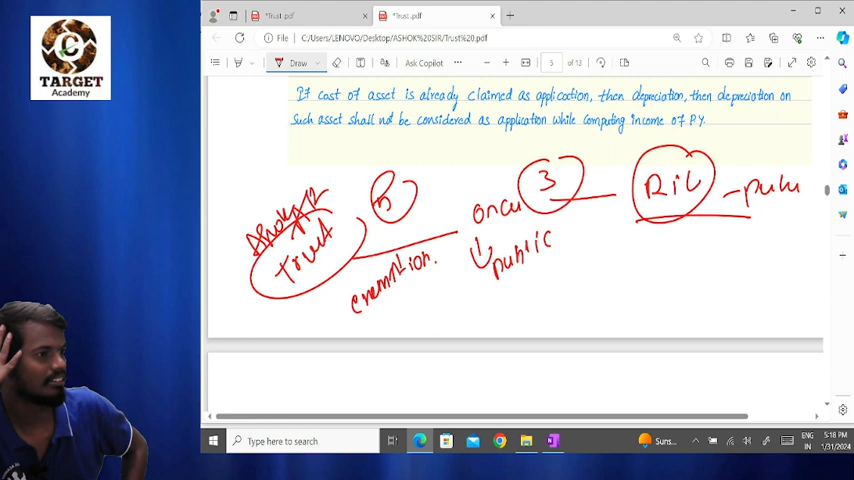 *Trust.pdf
*Trust .pdf
File
C:/Users/LENOVO/Desktop/ASHOK%20SIR/Trust%20.pdf
Draw
Ask Copilot
5
of 12
If cost of asset is already claimed as application, then depreciation, then depreciation on
such asset shall not be considered as application while computing income of P.Y.
Trust
exemption.
3
public
RIL
C
TARGET
Academy
Type here to search
Suns...
ENG
IN
5:18 PM
1/31/2024